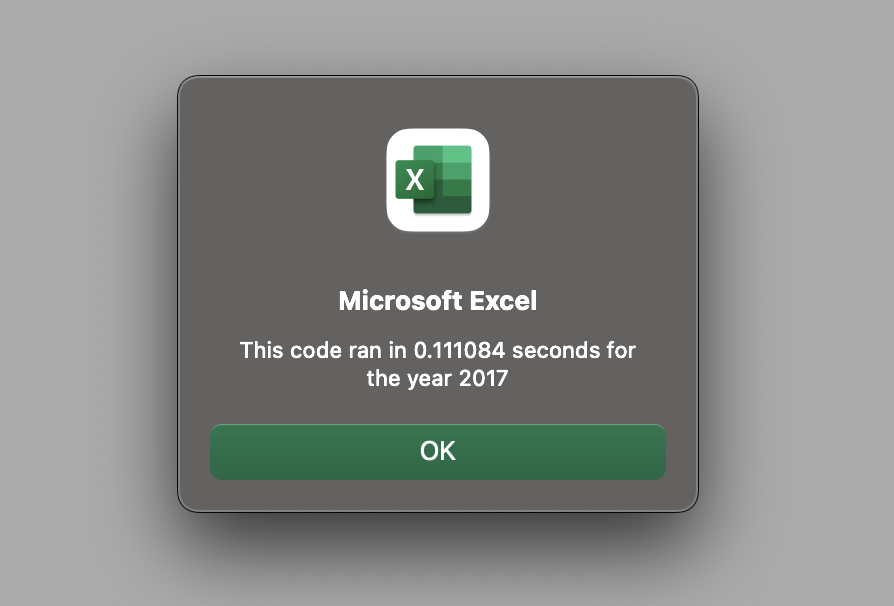 X
Microsoft Excel
This code ran in 0.111084 seconds for
the year 2017
OK